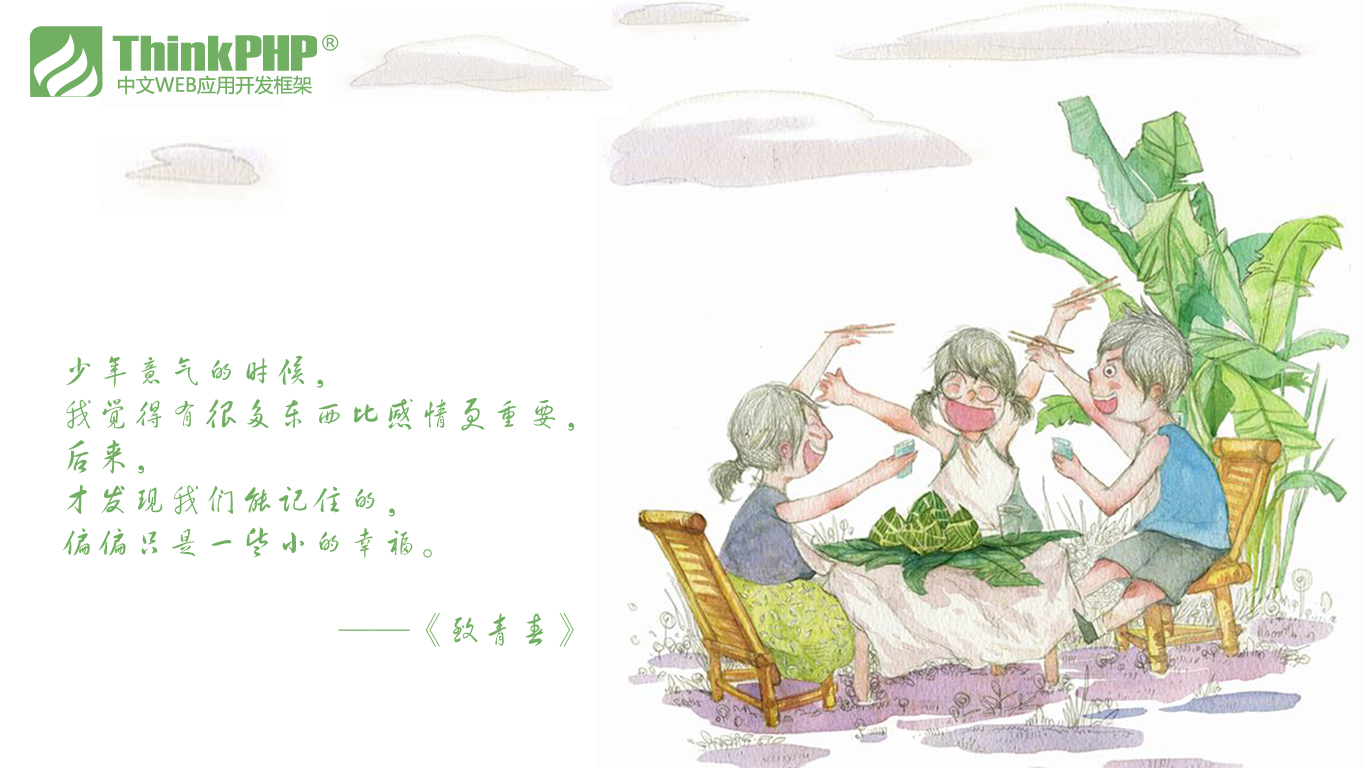 ThinkPHP®
中文WEB应用开发框架
少年意气的时候，
我觉得有很多东西比感情更重要，
后来，
才发现我们能记住的，
偏偏只是一些小的幸福。
——《致青春》